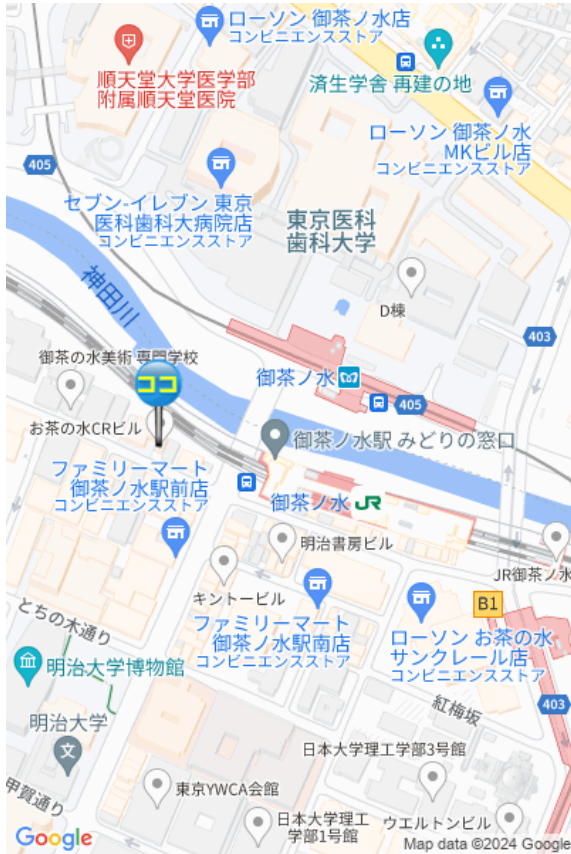 ローソン 御茶ノ水店
コンビニエンスストア
順天堂大学医学部
附属順天堂医院
済生学舎 再建の地
ローソン 御茶ノ水
MKビル店
コンビニエンスストア
405
セブン-イレブン 東京
医科歯科大病院店
コンビニエンスストア
東京医科
歯科大学
神田川
D棟
403
御茶の水美術 専門学校
ココ
御茶ノ水
405
お茶の水CRビル
御茶ノ水駅 みどりの窓口
ファミリーマート
御茶ノ水駅前店
コンビニエンスストア
御茶ノ水 JR
明治書房ビル
JR御茶ノ水
キントービル
B1
とちの木通り
ファミリーマート
御茶ノ水駅南店
コンビニエンスストア
ローソン お茶の水
サンクレール店
コンビニエンスストア
明治大学博物館
紅梅坂
403
明治大学
文
日本大学理工学部3号館
甲賀通り
東京YWCA会館
日本大学理工
学部1号館
ウエルトンビル
Google
Map data ©2024 Google